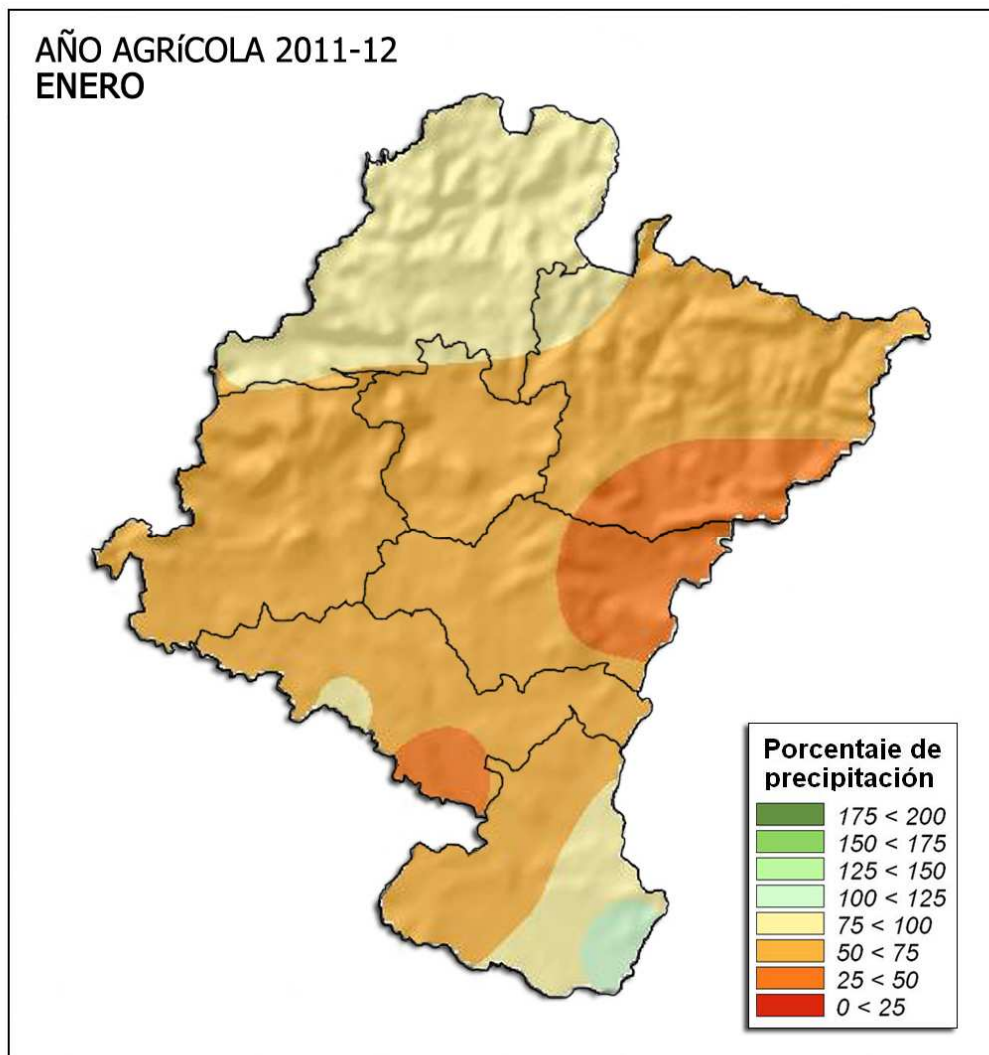 AÑO AGRíCOLA 2011-12
ENERO
Porcentaje de
precipitación
175 < 200
150 < 175
125 < 150
100 < 125
75 < 100
50 < 75
25 < 50
0 < 25